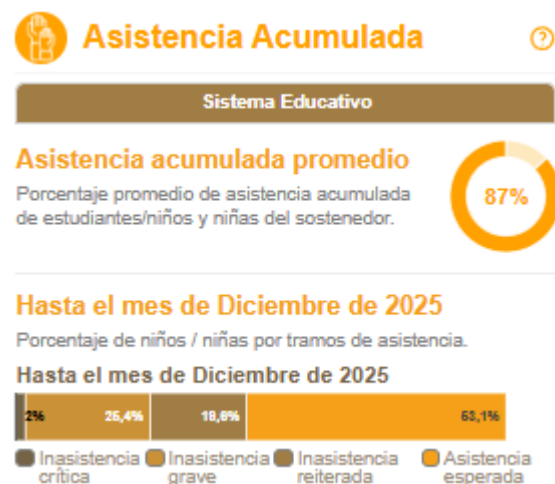 Asistencia Acumulada
?
Sistema Educativo
Asistencia acumulada promedio
Porcentaje promedio de asistencia acumulada
de estudiantes/niños y niñas del sostenedor.
87%
Hasta el mes de Diciembre de 2025
Porcentaje de niños / niñas por tramos de asistencia.
Hasta el mes de Diciembre de 2025
2% 25,4% 19,6% 53,1%
Inasistencia crítica
Inasistencia grave
Inasistencia reiterada
Asistencia esperada